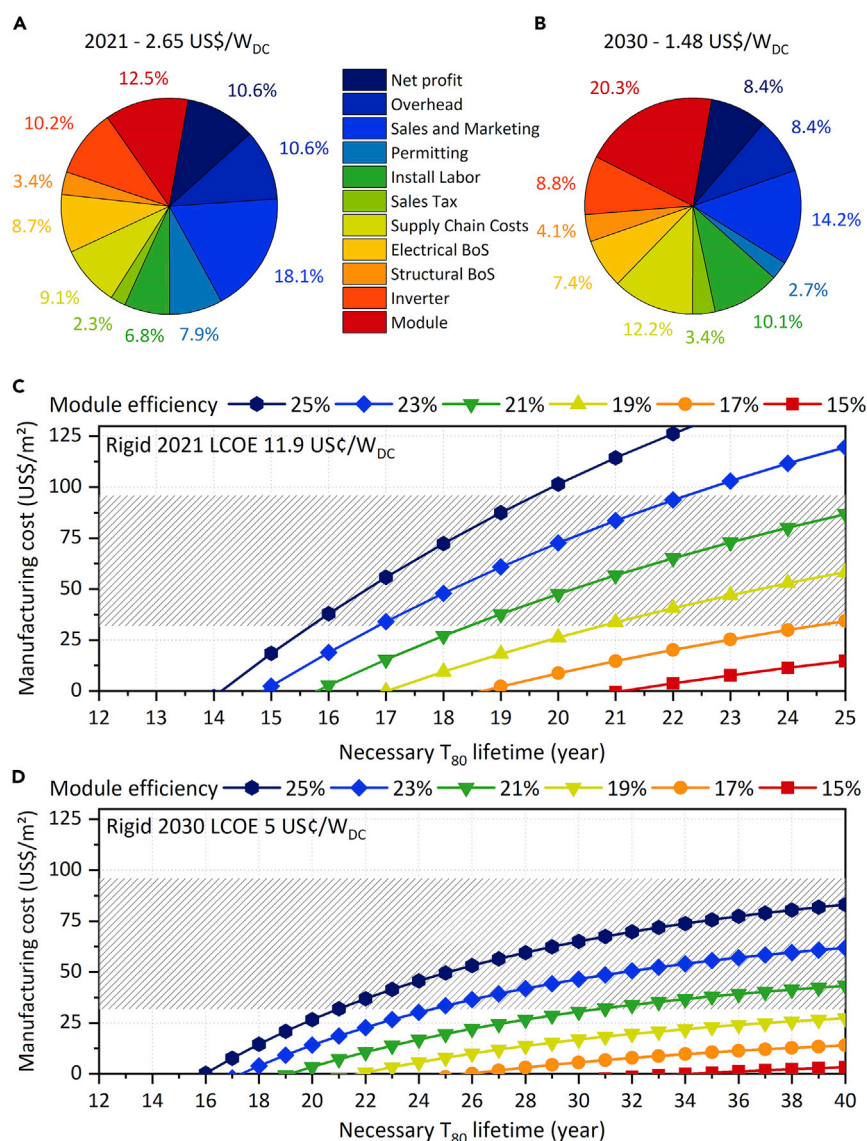 A
2021 - 2.65 US$/W_DC
12.5%
10.6%
10.2%
10.6%
3.4%
8.7%
18.1%
9.1%
2.3%
6.8%
7.9%
Net profit
Overhead
Sales and Marketing
Permitting
Install Labor
Sales Tax
Supply Chain Costs
Electrical BoS
Structural BoS
Inverter
Module
B
2030 - 1.48 US$/W_DC
20.3%
8.4%
8.4%
8.8%
4.1%
14.2%
7.4%
2.7%
12.2%
10.1%
3.4%
C
Module efficiency 25% 23% 21% 19% 17% 15%
Rigid 2021 LCOE 11.9 US¢/W_DC
Manufacturing cost (US$/m²)
125
100
75
50
25
0
12 13 14 15 16 17 18 19 20 21 22 23 24 25
Necessary T₈₀ lifetime (year)
D
Module efficiency 25% 23% 21% 19% 17% 15%
Rigid 2030 LCOE 5 US¢/W_DC
Manufacturing cost (US$/m²)
125
100
75
50
25
0
12 14 16 18 20 22 24 26 28 30 32 34 36 38 40
Necessary T₈₀ lifetime (year)